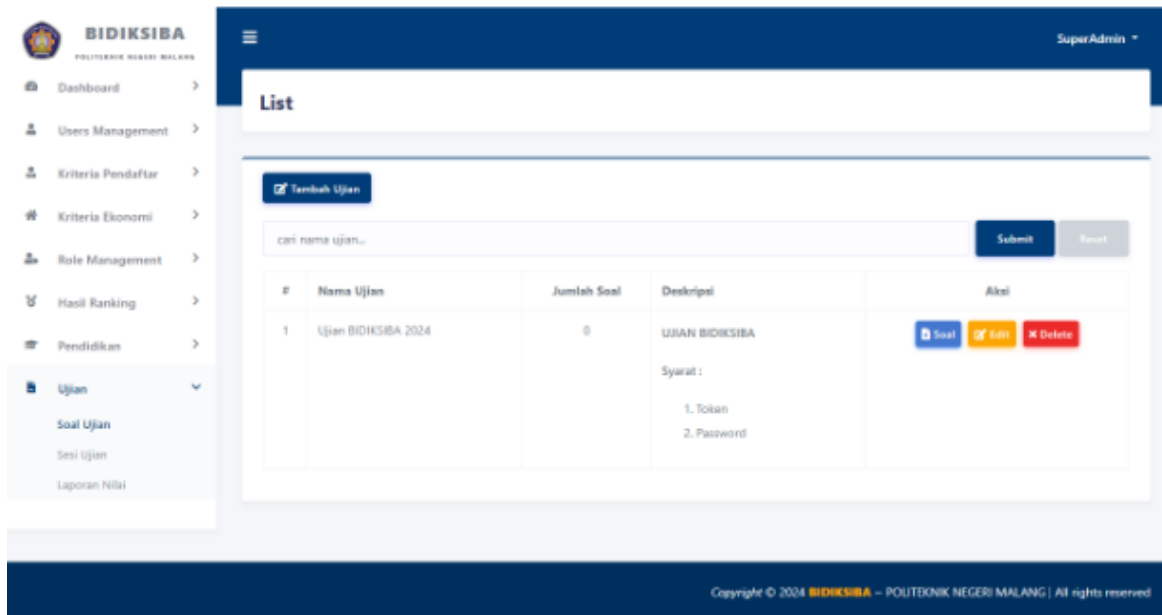 BIDIKSIBA
POLITEKNIK NEGERI MALANG
SuperAdmin
Dashboard
Users Management
Kriteria Pendaftar
Kriteria Ekonomi
Role Management
Hasil Ranking
Pendidikan
Ujian
Soal Ujian
Sesi Ujian
Laporan Nilai
List
Tambah Ujian
cari nama ujian...
Submit
Reset
# Nama Ujian Jumlah Soal Deskripsi Aksi
1 Ujian BIDIKSIBA 2024 0 UJIAN BIDIKSIBA Soal Edit Delete
Syarat :
1. Token
2. Password
Copyright © 2024 BIDIKSIBA – POLITEKNIK NEGERI MALANG | All rights reserved